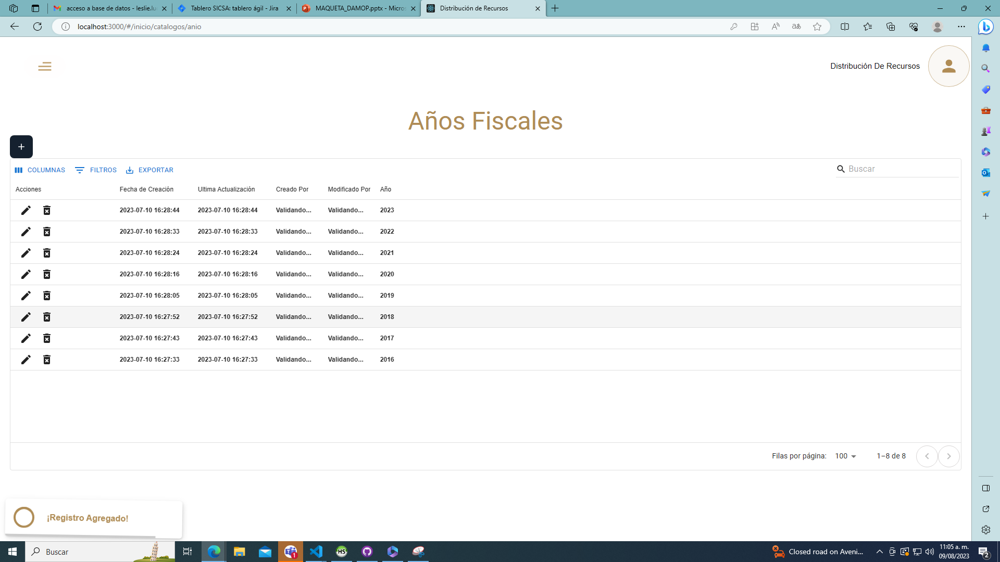 acceso a base de datos - leslie.lu
Tablero SICSA: tablero ágil - Jira
MAQUETA_DAMOP.pptx - Micros
Distribución de Recursos
localhost:3000/#/inicio/catalogos/anio
Distribución De Recursos
Años Fiscales
+
COLUMNAS FILTROS EXPORTAR Buscar
Acciones Fecha de Creación Ultima Actualización Creado Por Modificado Por Año
2023-07-10 16:28:44 2023-07-10 16:28:44 Validando... Validando... 2023
2023-07-10 16:28:33 2023-07-10 16:28:33 Validando... Validando... 2022
2023-07-10 16:28:24 2023-07-10 16:28:24 Validando... Validando... 2021
2023-07-10 16:28:16 2023-07-10 16:28:16 Validando... Validando... 2020
2023-07-10 16:28:05 2023-07-10 16:28:05 Validando... Validando... 2019
2023-07-10 16:27:52 2023-07-10 16:27:52 Validando... Validando... 2018
2023-07-10 16:27:43 2023-07-10 16:27:43 Validando... Validando... 2017
2023-07-10 16:27:33 2023-07-10 16:27:33 Validando... Validando... 2016
Filas por página: 100 1–8 de 8
¡Registro Agregado!
Buscar
1
HS
Closed road on Aveni...
11:05 a. m.
09/08/2023
2